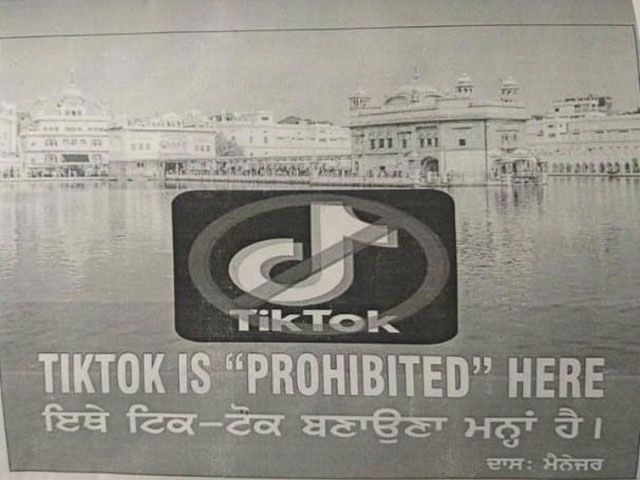 TikTok
TIKTOK IS “PROHIBITED” HERE
ਇਥੇ ਟਿਕ–ਟੋਕ ਬਣਾਉਣਾ ਮਨ੍ਹਾਂ ਹੈ।
ਦਾਸ: ਮੈਨੇਜਰ